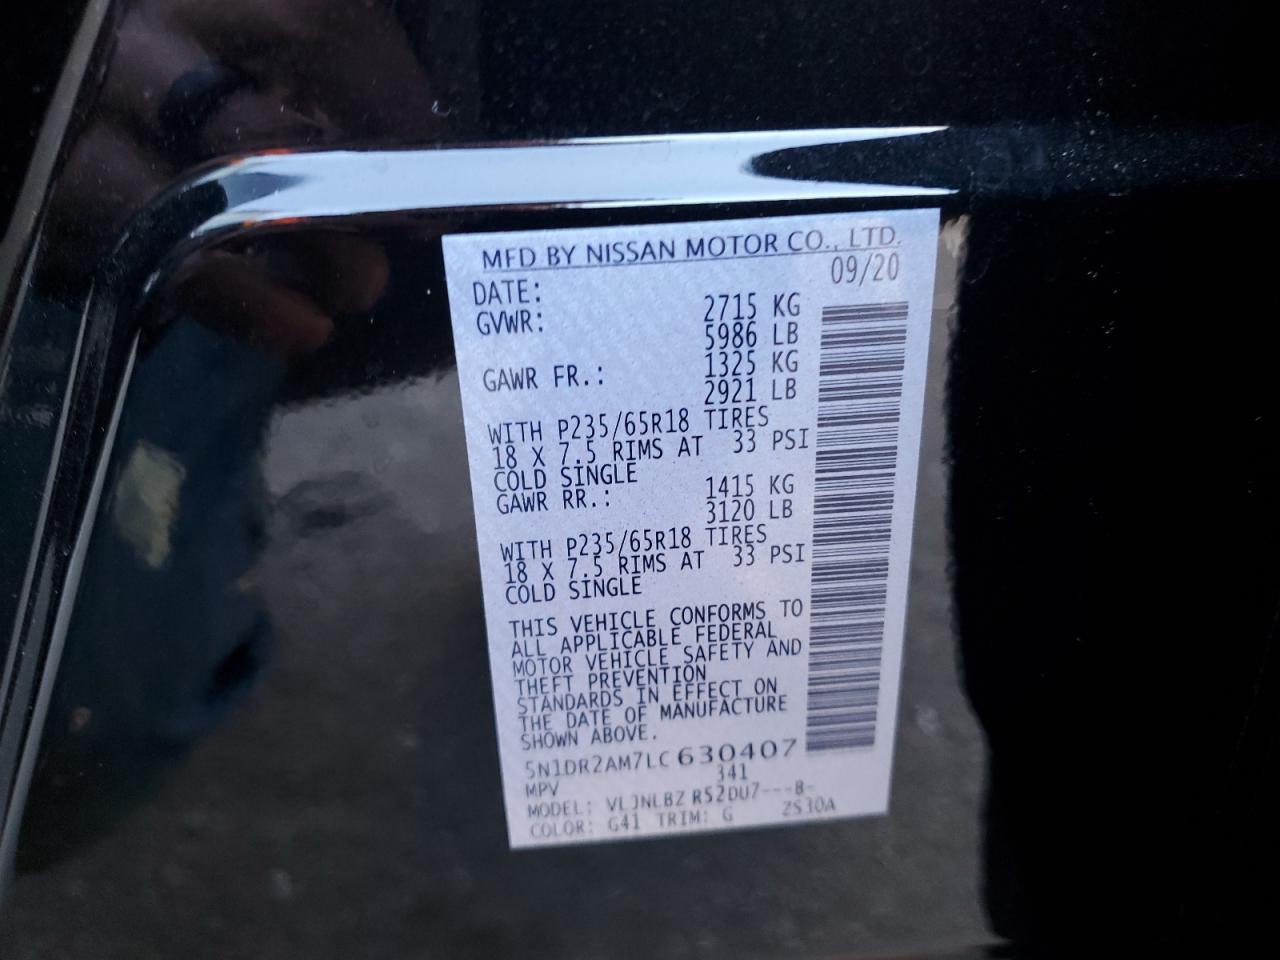 MFD BY NISSAN MOTOR CO., LTD.
DATE: 09/20
GVWR: 2715 KG
5986 LB
GAWR FR.: 1325 KG
2921 LB
WITH P235/65R18 TIRES
18 X 7.5 RIMS AT 33 PSI
COLD SINGLE
GAWR RR.: 1415 KG
3120 LB
WITH P235/65R18 TIRES
18 X 7.5 RIMS AT 33 PSI
COLD SINGLE
THIS VEHICLE CONFORMS TO
ALL APPLICABLE FEDERAL
MOTOR VEHICLE SAFETY AND
THEFT PREVENTION
STANDARDS IN EFFECT ON
THE DATE OF MANUFACTURE
SHOWN ABOVE.
5N1DR2AM7LC630407
MPV 341
MODEL: VLJNLBZ R52DU7---B-
COLOR: G41 TRIM: G ZS30A